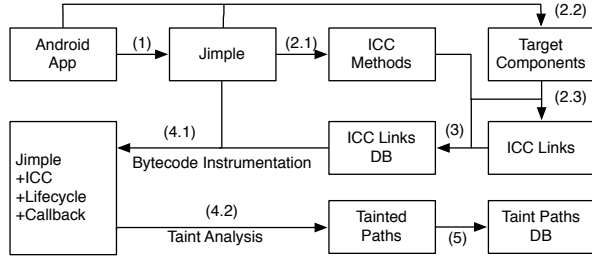 (2.2)
Android
App
(1)
Jimple
(2.1)
ICC
Methods
Target
Components
(2.3)
Jimple
+ICC
+Lifecycle
+Callback
(4.1)
Bytecode Instrumentation
ICC Links
DB
(3)
ICC Links
(4.2)
Taint Analysis
Tainted
Paths
(5)
Taint Paths
DB